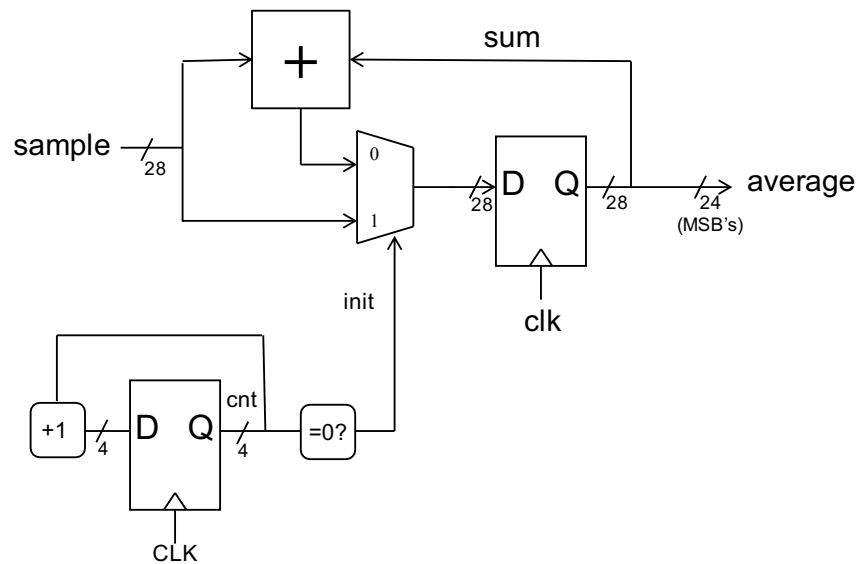 sum
+
sample
28
0
1
28
D Q
28
24
(MSB's)
average
clk
init
cnt
+1
4
D Q
4
=0?
CLK